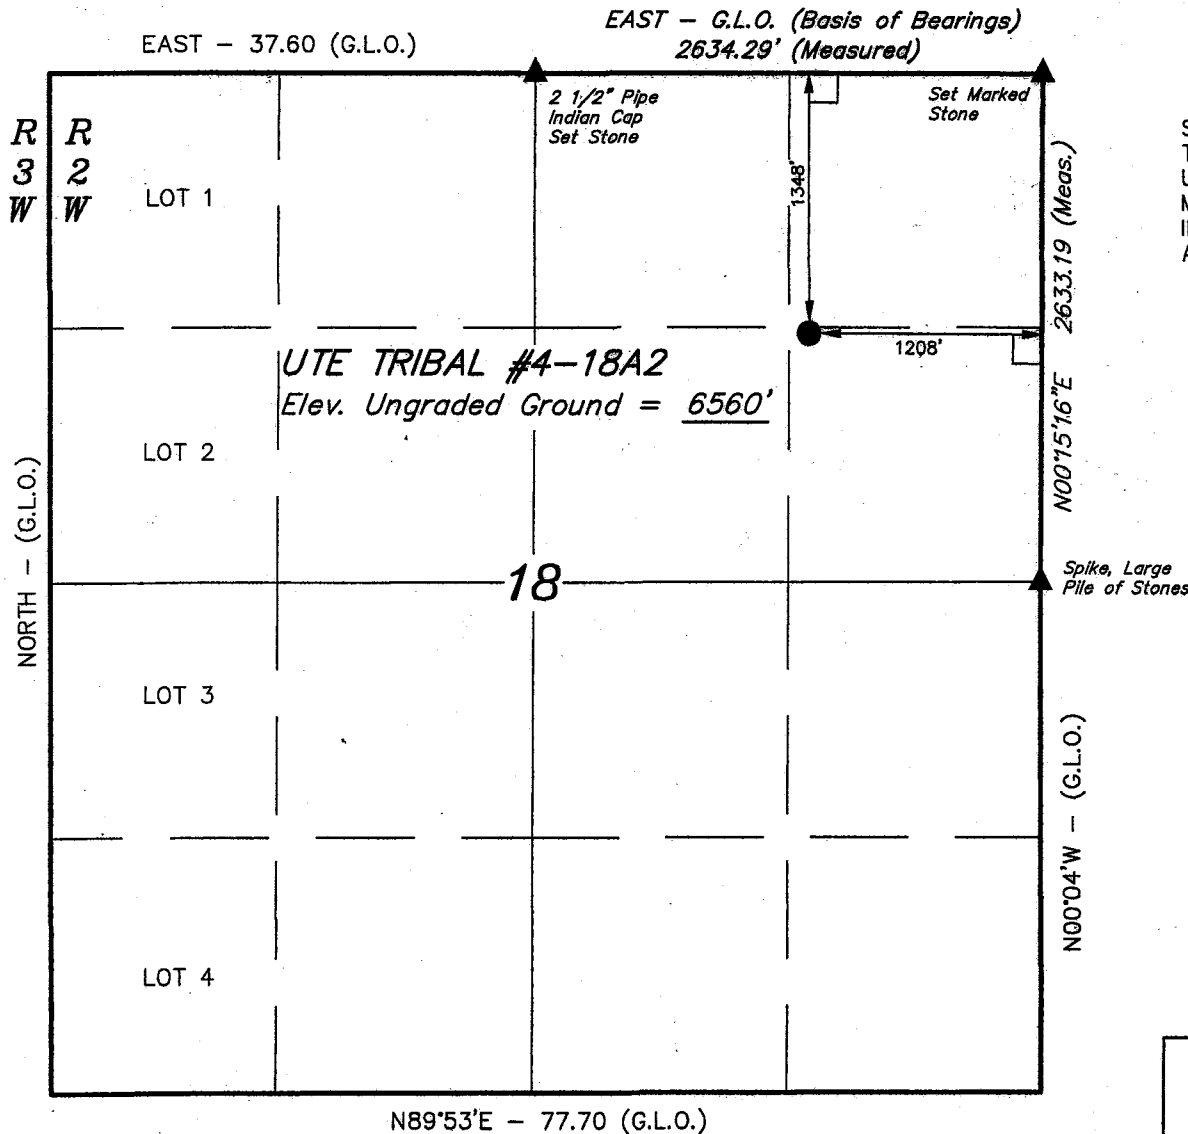 EAST – G.L.O. (Basis of Bearings)
EAST – 37.60 (G.L.O.)
2634.29' (Measured)
2 1/2" Pipe
Indian Cap
Set Stone
Set Marked
Stone
R R
3 2
W W
LOT 1
1348'
2633.19 (Meas.)
1208'
UTE TRIBAL #4–18A2
Elev. Ungraded Ground = 6560'
N00°15'16"E
LOT 2
NORTH – (G.L.O.)
18
Spike, Large
Pile of Stones
LOT 3
N00°04'W – (G.L.O.)
LOT 4
N89°53'E – 77.70 (G.L.O.)